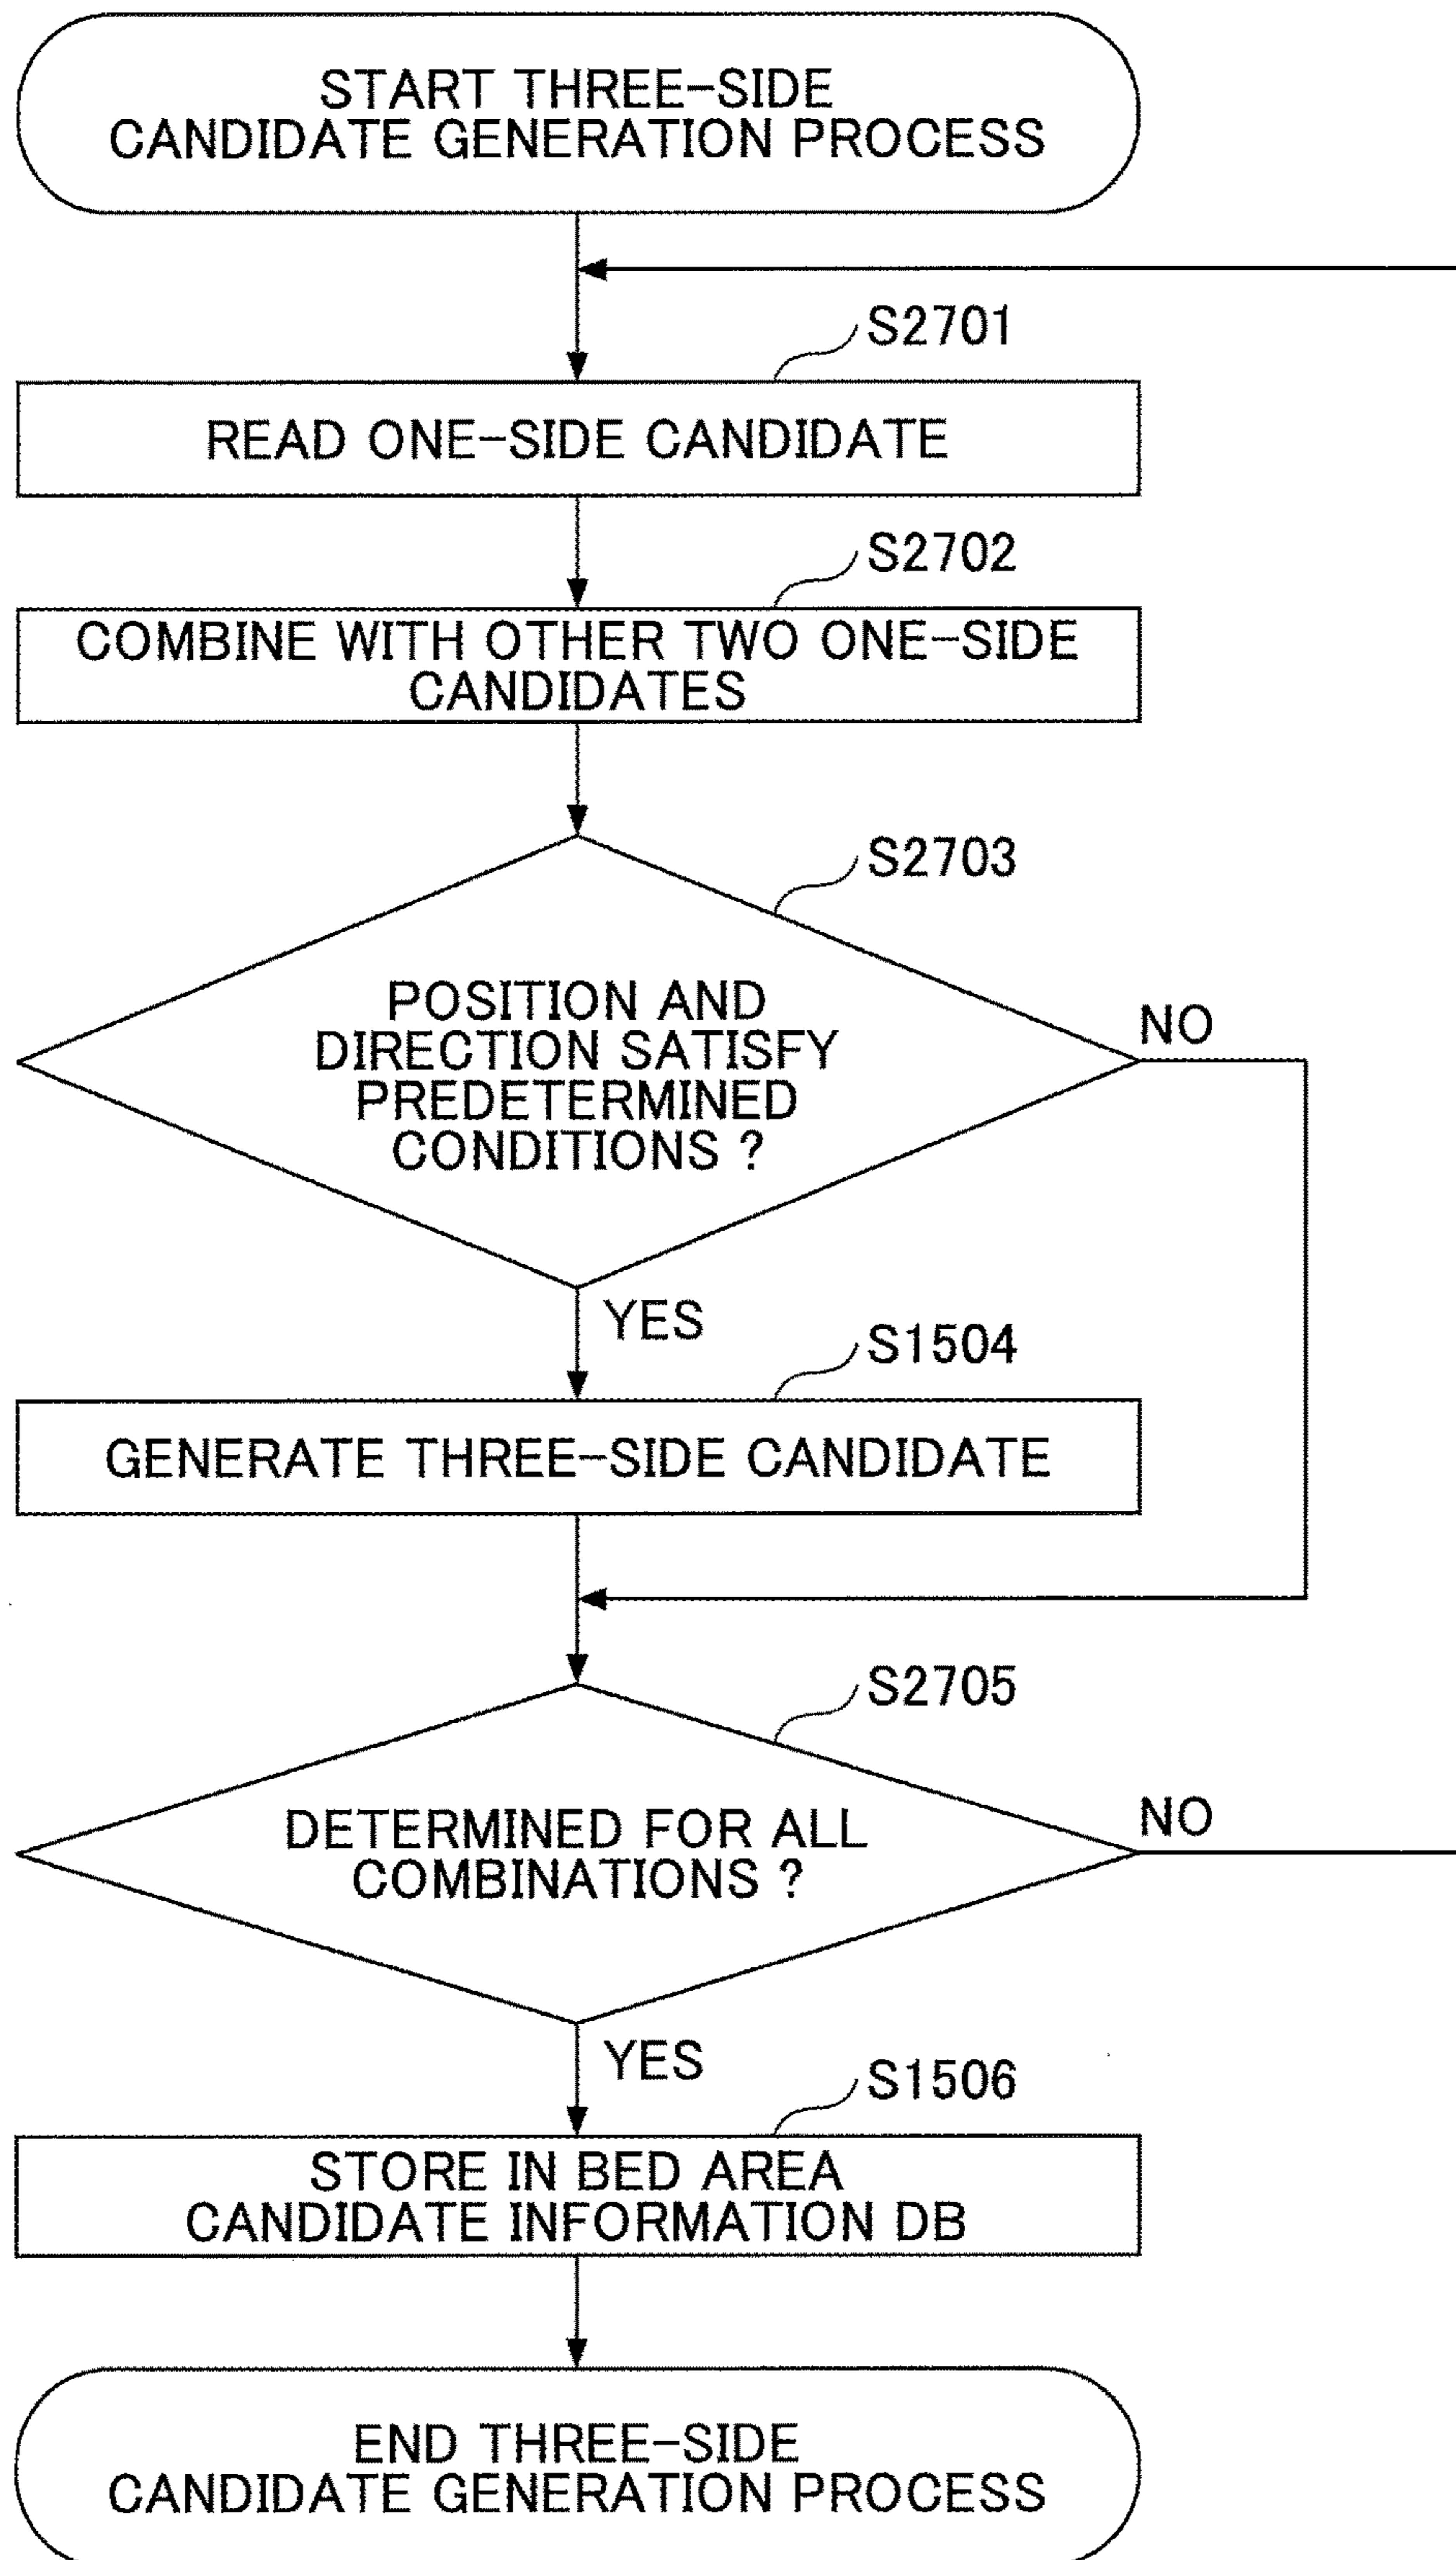 START THREE-SIDE
CANDIDATE GENERATION PROCESS
S2701
READ ONE-SIDE CANDIDATE
S2702
COMBINE WITH OTHER TWO ONE-SIDE
CANDIDATES
S2703
POSITION AND
DIRECTION SATISFY
PREDETERMINED
CONDITIONS ?
NO
YES
S1504
GENERATE THREE-SIDE CANDIDATE
S2705
DETERMINED FOR ALL
COMBINATIONS ?
NO
YES
S1506
STORE IN BED AREA
CANDIDATE INFORMATION DB
END THREE-SIDE
CANDIDATE GENERATION PROCESS